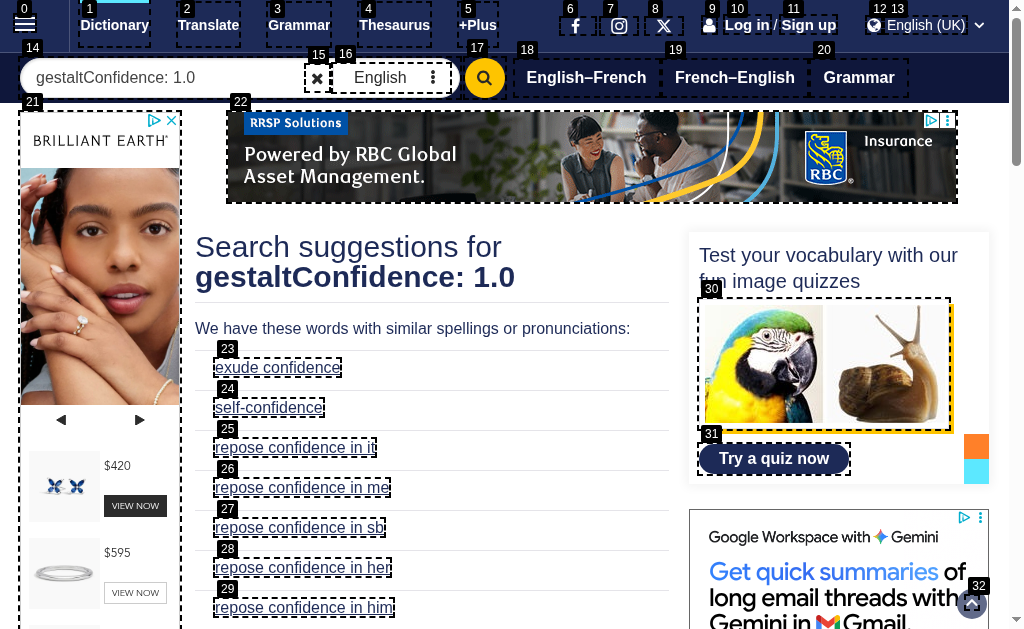 0 1 2 3 4 5 6 7 8 9 10 11 12 13
Dictionary Translate Grammar Thesaurus +Plus Log in / Sign up English (UK)
14 15 16 17 18 19 20
gestaltConfidence: 1.0 English English–French French–English Grammar
21 22
BRILLIANT EARTH
RRSP Solutions
Powered by RBC Global
Asset Management.
RBC
Insurance
Search suggestions for
gestaltConfidence: 1.0
We have these words with similar spellings or pronunciations:
23
exude confidence
24
self-confidence
25
repose confidence in it
26
repose confidence in me
27
repose confidence in sb
28
repose confidence in her
29
repose confidence in him
$420
VIEW NOW
$595
VIEW NOW
Test your vocabulary with our
fun image quizzes
30
31
Try a quiz now
Google Workspace with Gemini
Get quick summaries of
32
long email threads with
Gemini in Gmail.